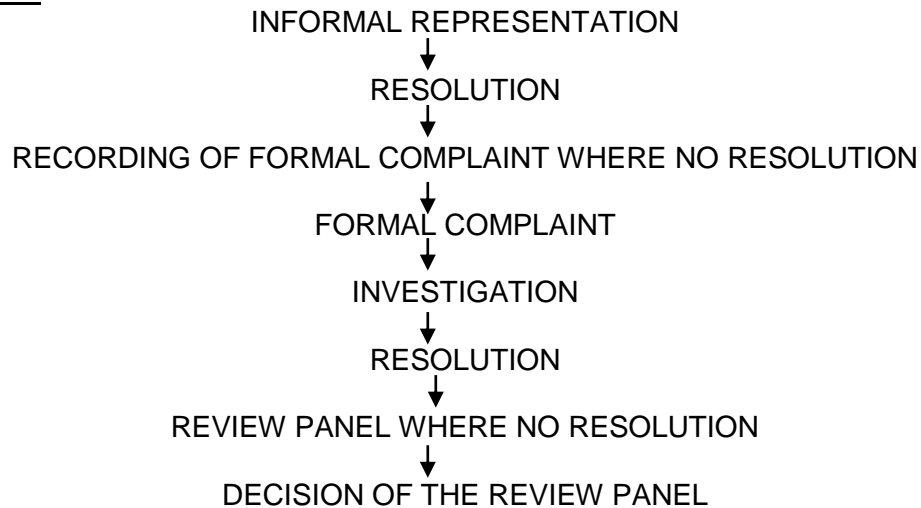 INFORMAL REPRESENTATION
RESOLUTION
RECORDING OF FORMAL COMPLAINT WHERE NO RESOLUTION
FORMAL COMPLAINT
INVESTIGATION
RESOLUTION
REVIEW PANEL WHERE NO RESOLUTION
DECISION OF THE REVIEW PANEL